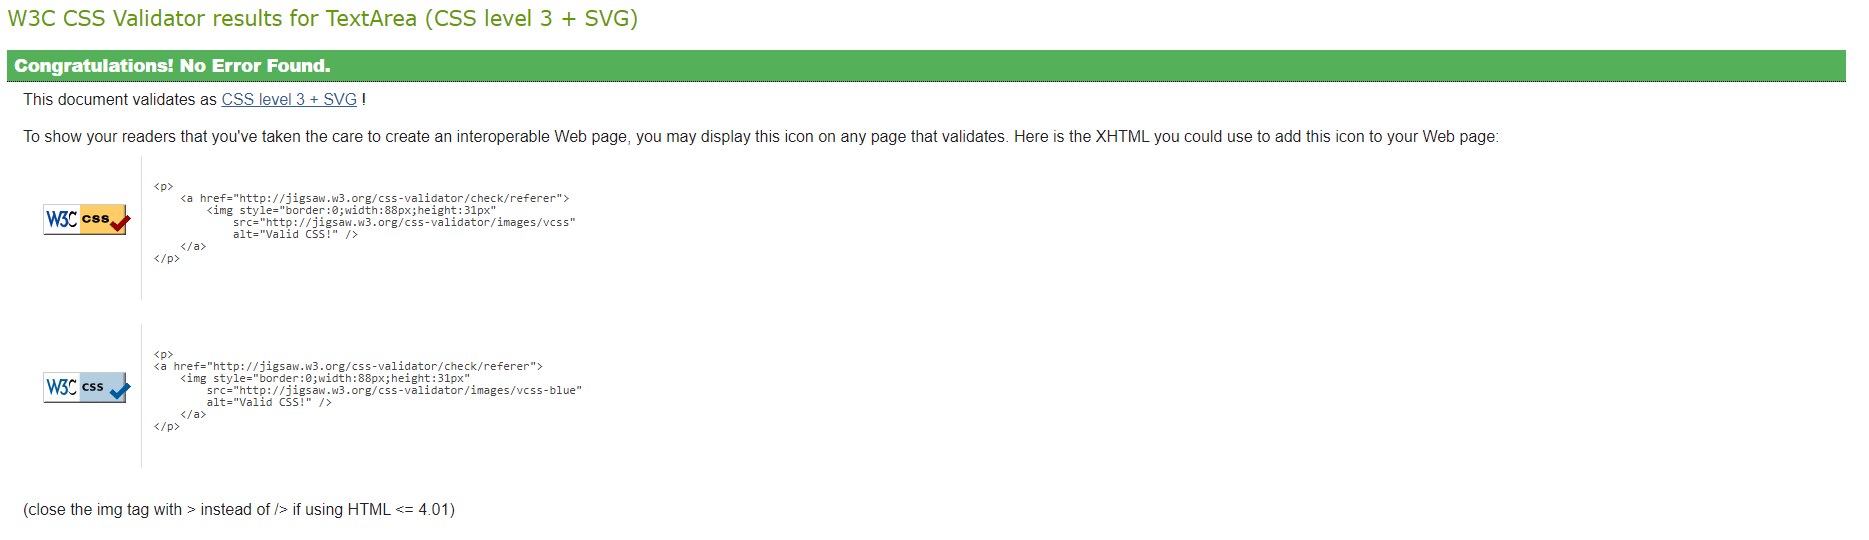 W3C CSS Validator results for TextArea (CSS level 3 + SVG)
Congratulations! No Error Found.
This document validates as CSS level 3 + SVG !
To show your readers that you've taken the care to create an interoperable Web page, you may display this icon on any page that validates. Here is the XHTML you could use to add this icon to your Web page:
W3C css
<p>
    <a href="http://jigsaw.w3.org/css-validator/check/referer">
        <img style="border:0;width:88px;height:31px"
            src="http://jigsaw.w3.org/css-validator/images/vcss"
            alt="Valid CSS!" />
    </a>
</p>
W3C css
<p>
<a href="http://jigsaw.w3.org/css-validator/check/referer">
    <img style="border:0;width:88px;height:31px"
        src="http://jigsaw.w3.org/css-validator/images/vcss-blue"
        alt="Valid CSS!" />
    </a>
</p>
(close the img tag with > instead of /> if using HTML <= 4.01)